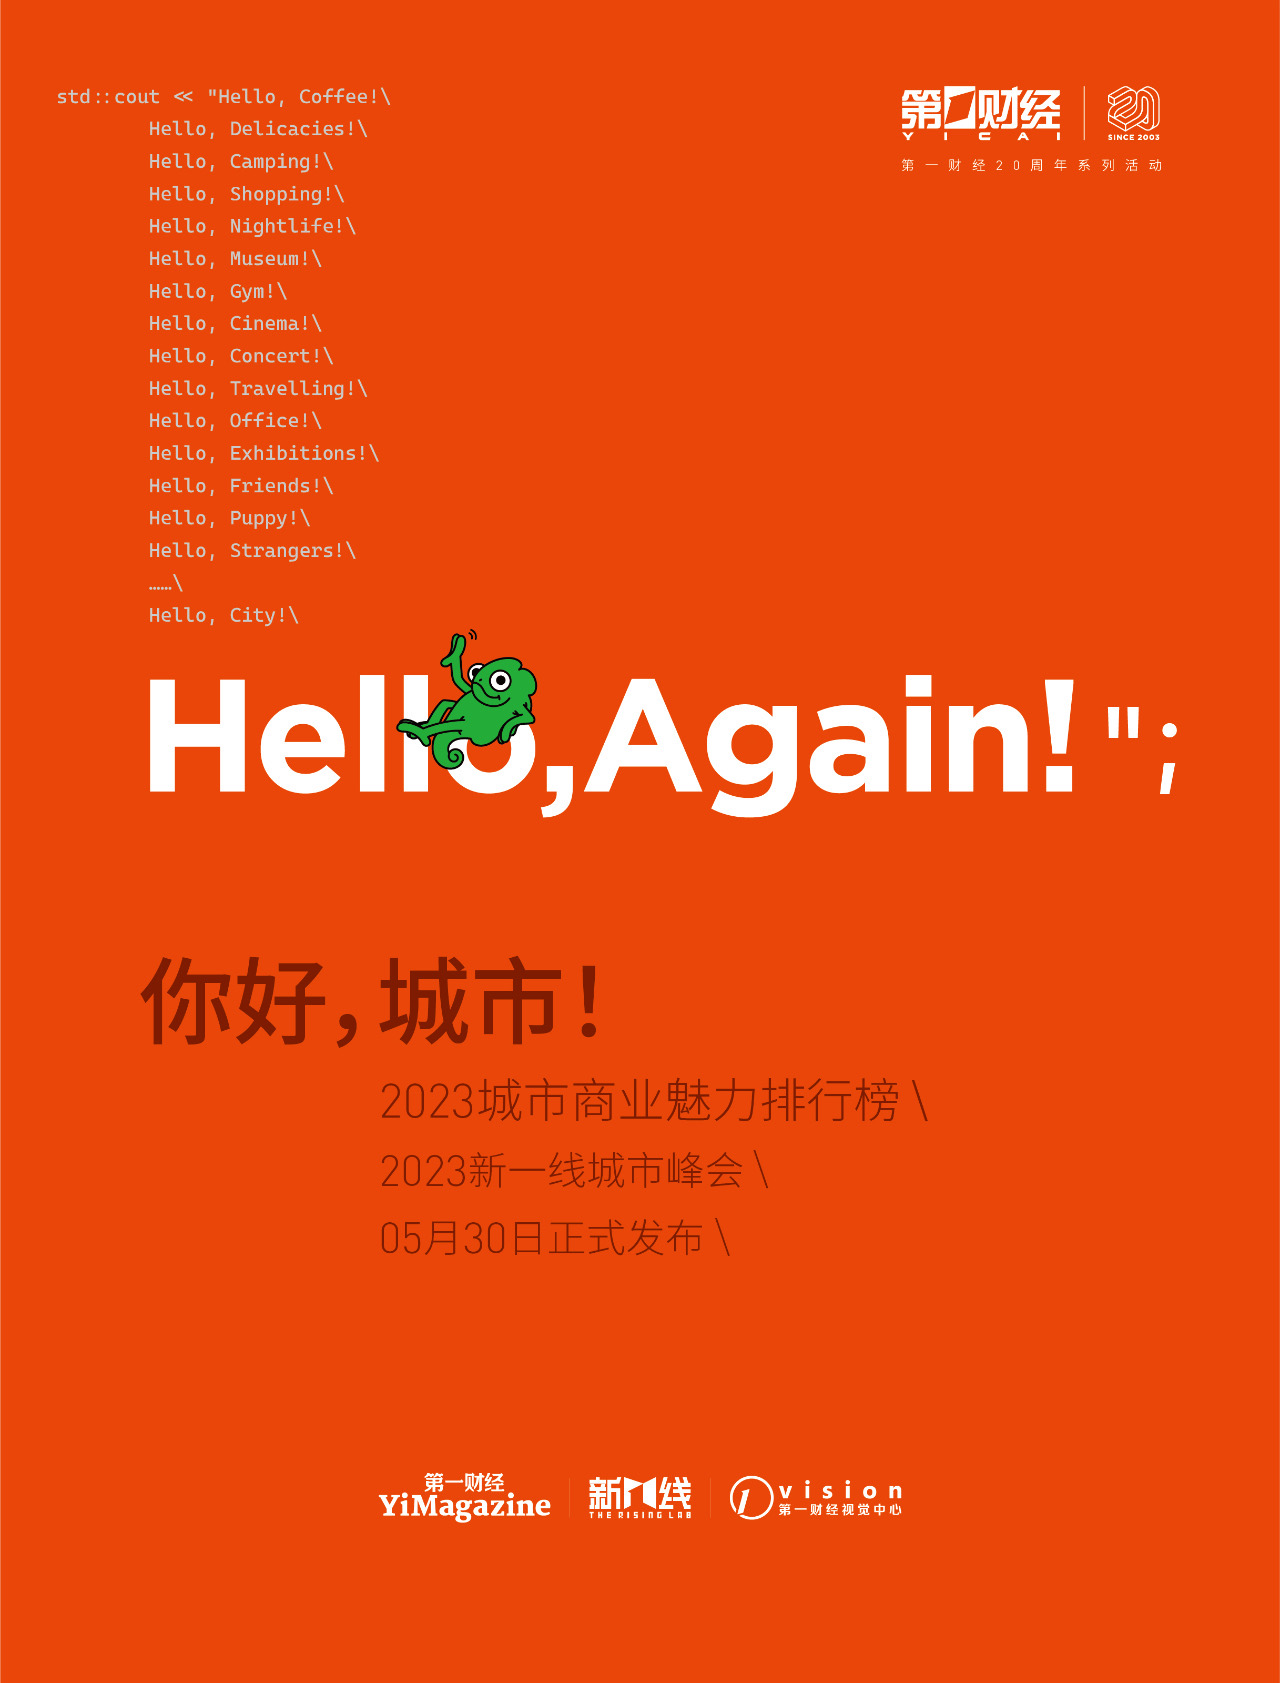 std::cout << "Hello, Coffee!\
Hello, Delicacies!\
Hello, Camping!\
Hello, Shopping!\
Hello, Nightlife!\
Hello, Museum!\
Hello, Gym!\
Hello, Cinema!\
Hello, Concert!\
Hello, Travelling!\
Hello, Office!\
Hello, Exhibitions!\
Hello, Friends!\
Hello, Puppy!\
Hello, Strangers!\
……\
Hello, City!\
第一财经
YICAI
20
SINCE 2003
第一财经20周年系列活动
Hello,Again!";
你好，城市！
2023城市商业魅力排行榜\
2023新一线城市峰会\
05月30日正式发布\
第一财经
YiMagazine
新一线
THE RISING LAB
vision
第一财经视觉中心